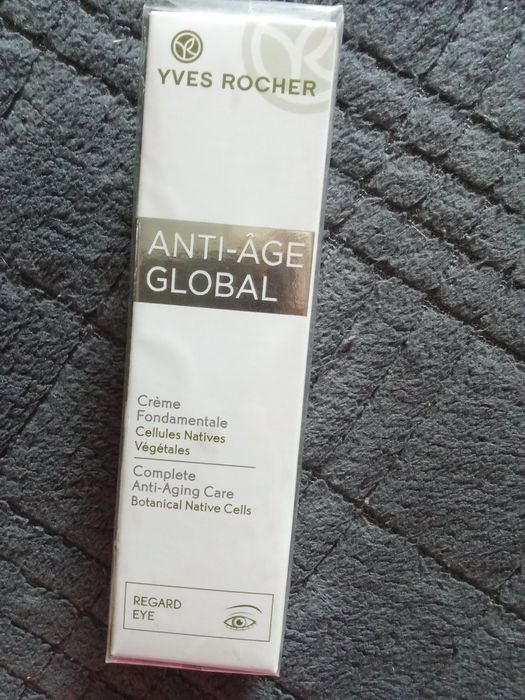 YR
YVES ROCHER
ANTI-ÂGE
GLOBAL
Crème
Fondamentale
Cellules Natives
Végétales
Complete
Anti-Aging Care
Botanical Native Cells
REGARD
EYE